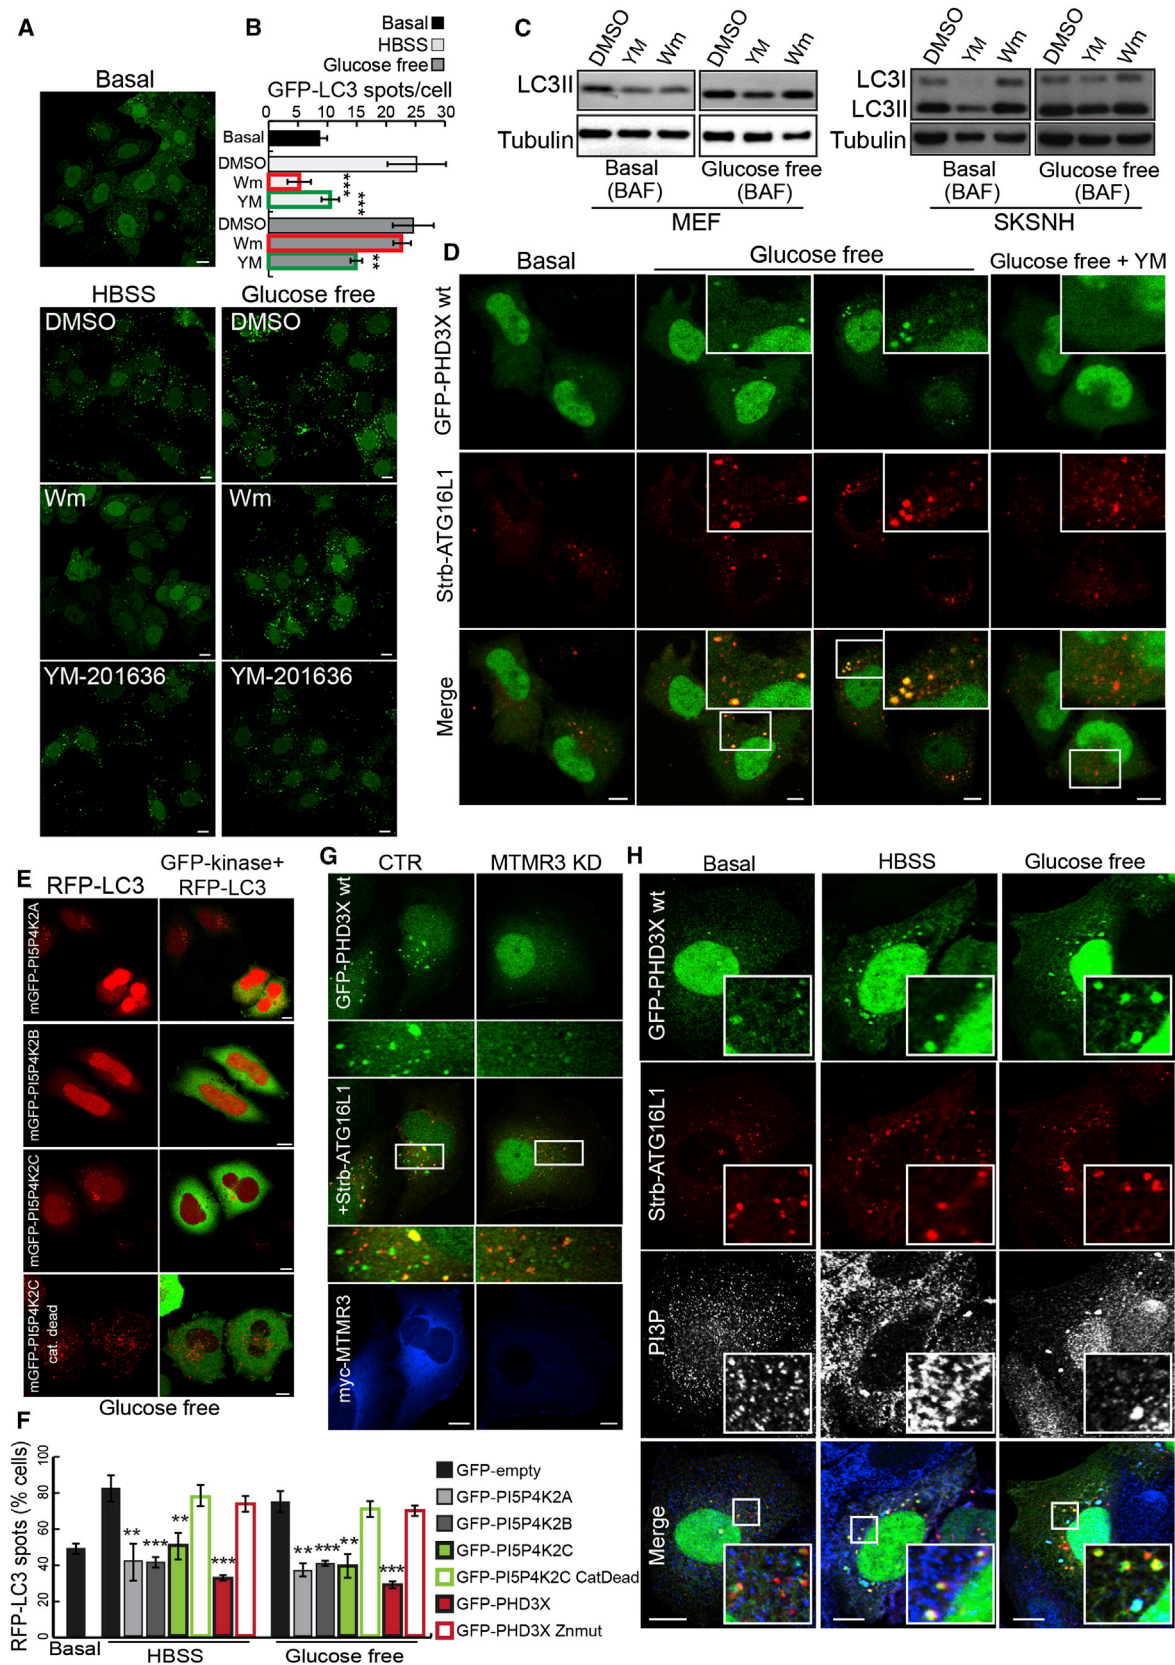 A
Basal
HBSS
Glucose free
DMSO
DMSO
Wm
Wm
YM-201636
YM-201636
B
Basal
HBSS
Glucose free
GFP-LC3 spots/cell
0 5 10 15 20 25 30
Basal
DMSO
Wm
***
YM
***
DMSO
Wm
YM
**
C
DMSO YM Wm DMSO YM Wm
LC3II
Tubulin
Basal (BAF)
Glucose free (BAF)
MEF
DMSO YM Wm DMSO YM Wm
LC3I
LC3II
Tubulin
Basal (BAF)
Glucose free (BAF)
SKSNH
D
Basal
Glucose free
Glucose free + YM
GFP-PHD3X wt
Strb-ATG16L1
Merge
E
RFP-LC3
GFP-kinase+
RFP-LC3
mGFP-PI5P4K2A
mGFP-PI5P4K2B
mGFP-PI5P4K2C
mGFP-PI5P4K2C
cat. dead
Glucose free
F
RFP-LC3 spots (% cells)
0 20 40 60 80 100
** *** ** ***
** *** ** ***
Basal
HBSS
Glucose free
GFP-empty
GFP-PI5P4K2A
GFP-PI5P4K2B
GFP-PI5P4K2C
GFP-PI5P4K2C CatDead
GFP-PHD3X
GFP-PHD3X Znmut
G
CTR
MTMR3 KD
GFP-PHD3X wt
+Strb-ATG16L1
myc-MTMR3
H
Basal
HBSS
Glucose free
GFP-PHD3X wt
Strb-ATG16L1
PI3P
Merge